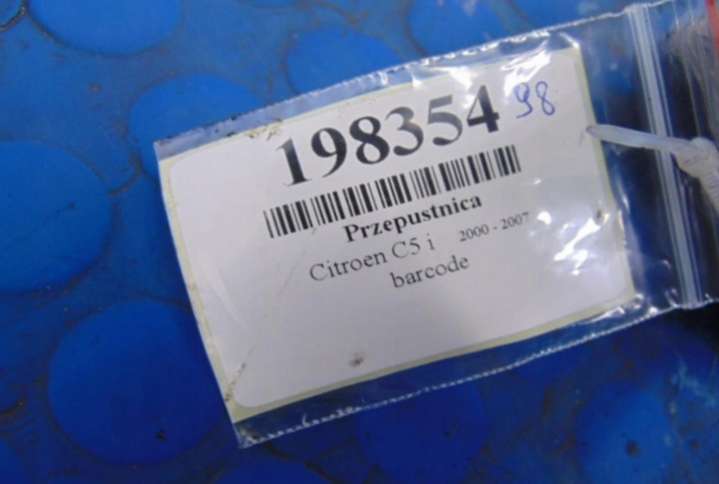 198354 98
Przepustnica
Citroen C5 i 2000 - 2007
barcode